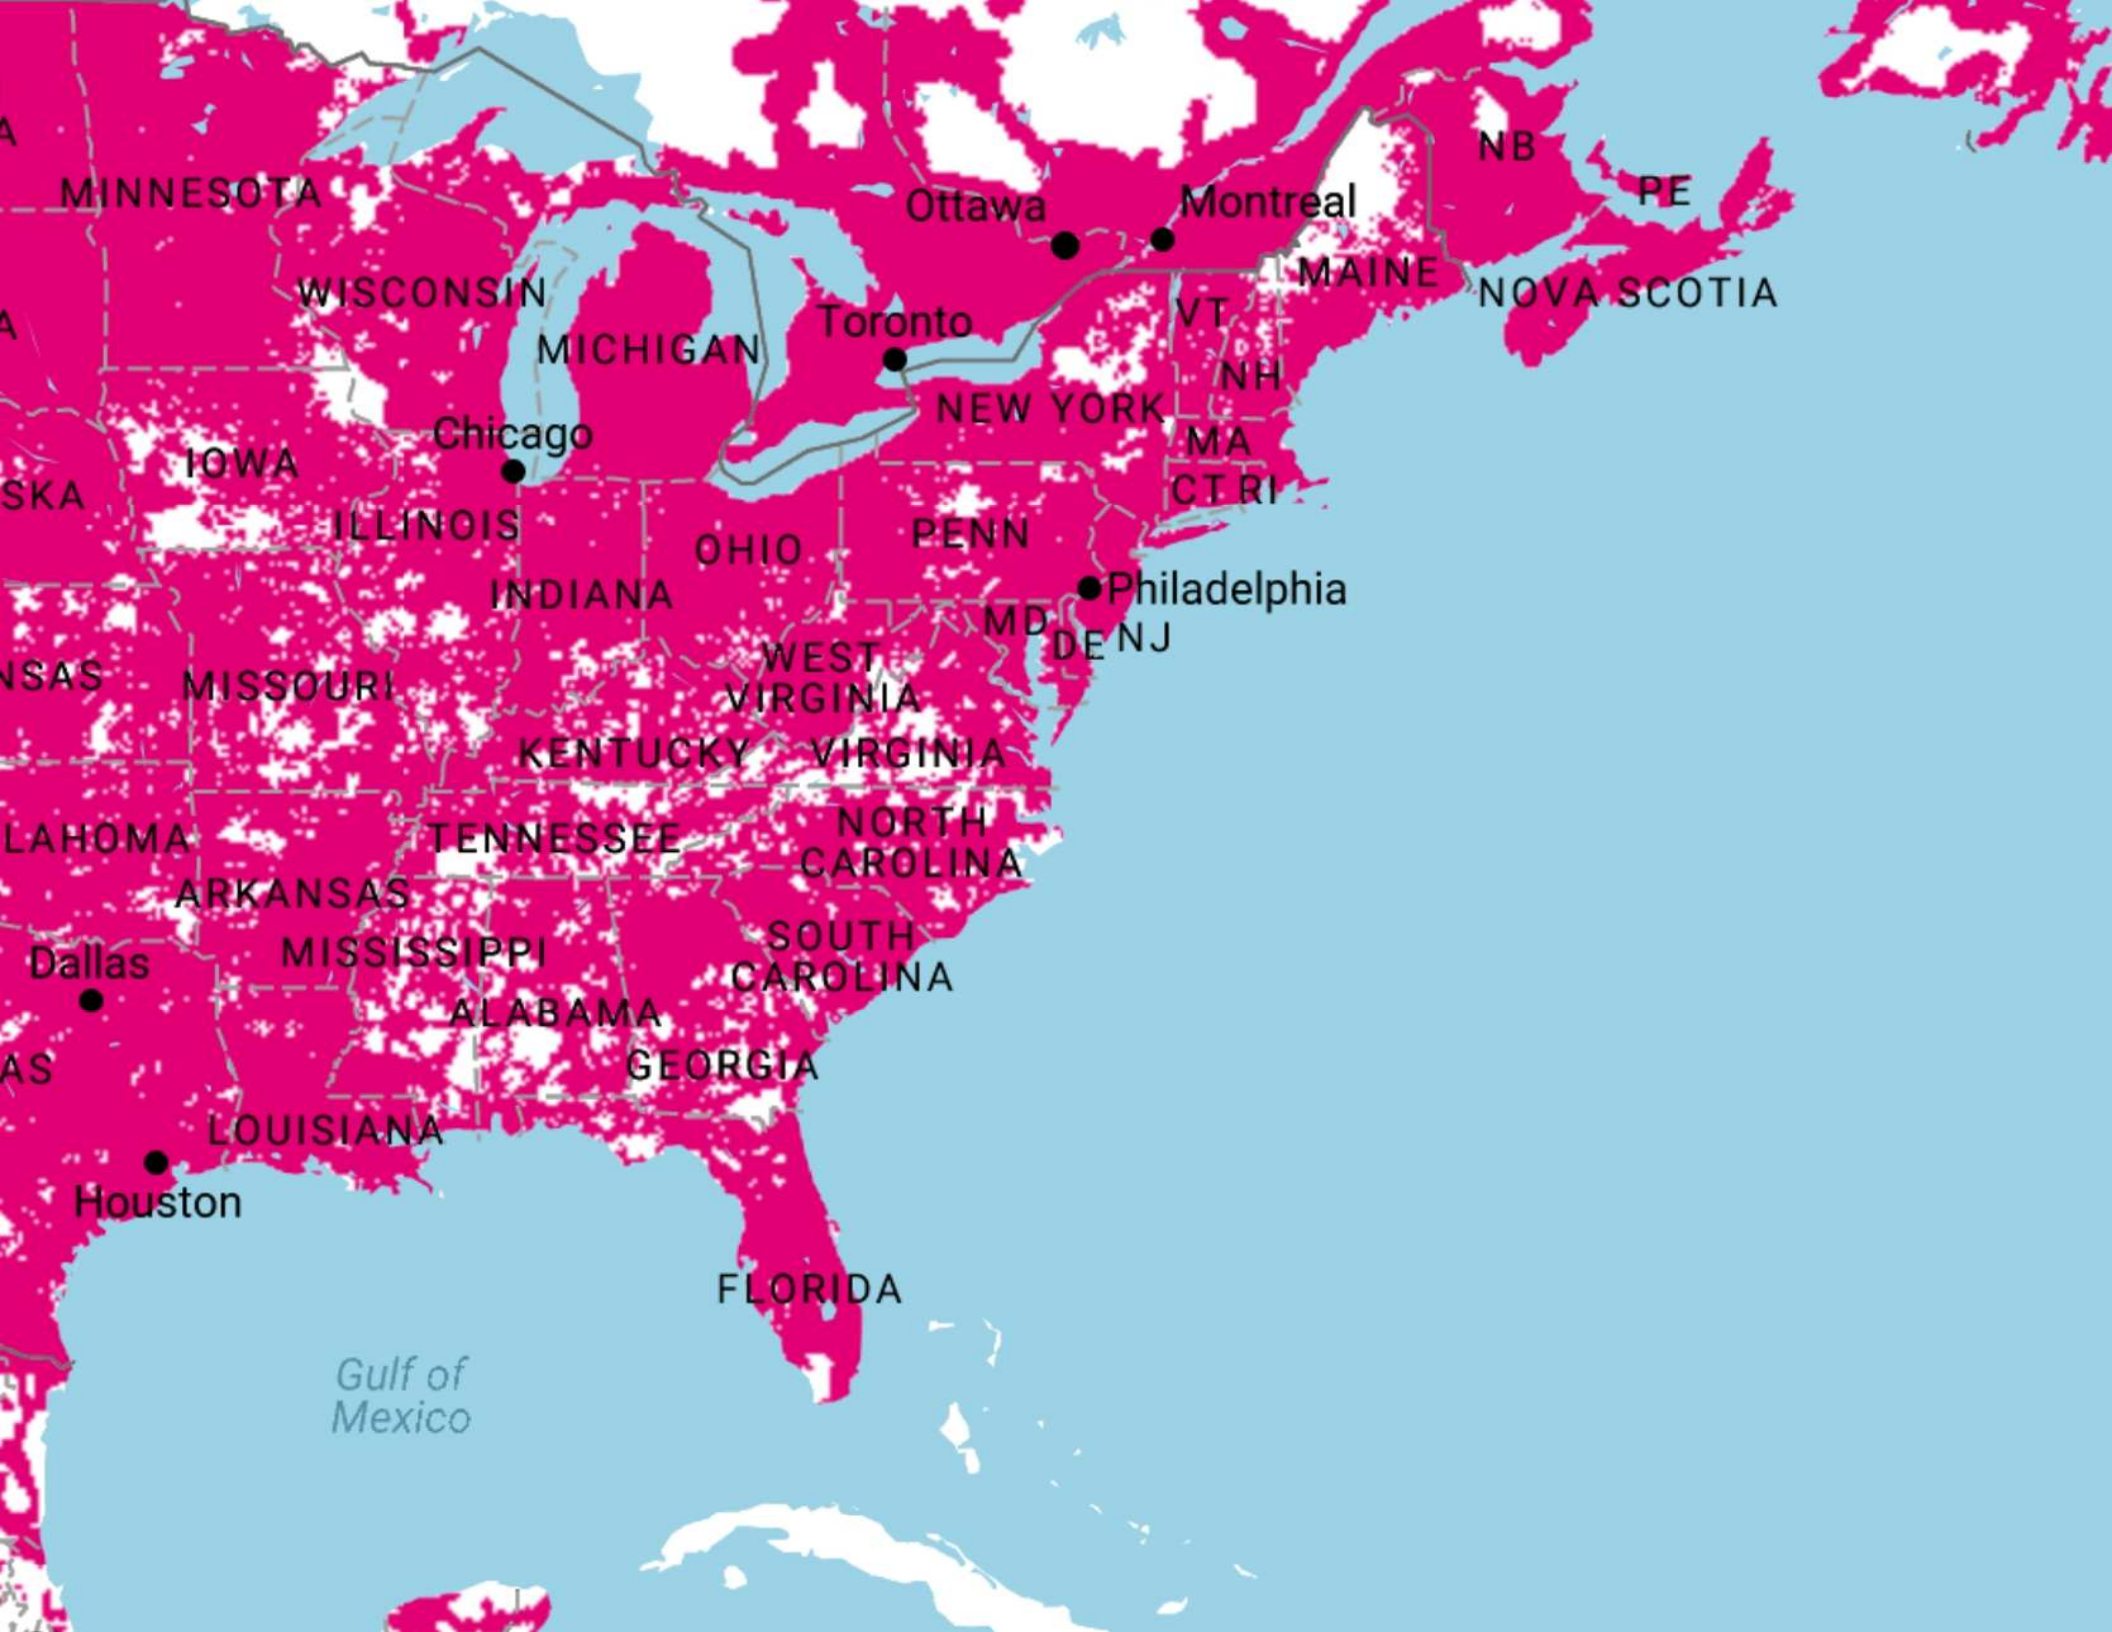 A
MINNESOTA
NB
PE
Ottawa
Montreal
WISCONSIN
MAINE
NOVA SCOTIA
A
VT
Toronto
MICHIGAN
NH
NEW YORK
Chicago
MA
IOWA
SKA
CT RI
ILLINOIS
PENN
OHIO
INDIANA
Philadelphia
MD
DE
NJ
WEST
VIRGINIA
NSAS
MISSOURI
KENTUCKY
VIRGINIA
LAHOMA
TENNESSEE
NORTH
CAROLINA
ARKANSAS
SOUTH
CAROLINA
MISSISSIPPI
Dallas
ALABAMA
AS
GEORGIA
LOUISIANA
Houston
FLORIDA
Gulf of
Mexico